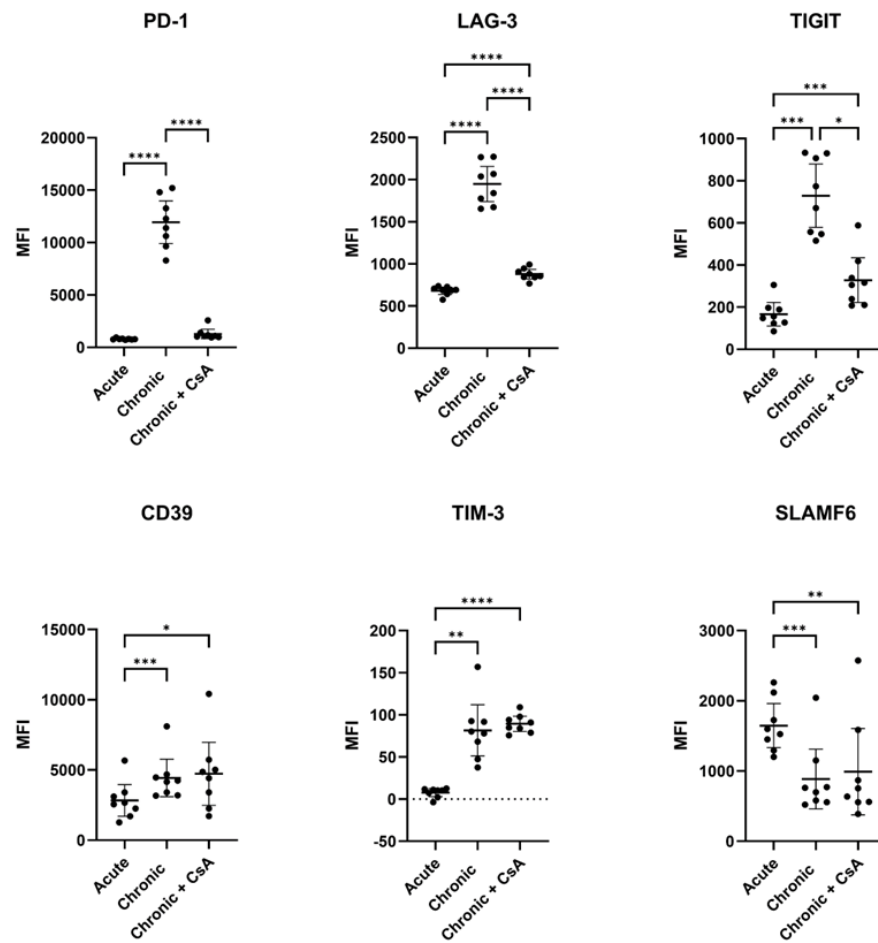 PD-1
****
****
MFI
20000
15000
10000
5000
0
Acute
Chronic
Chronic + CsA
LAG-3
****
****
****
MFI
2500
2000
1500
1000
500
0
Acute
Chronic
Chronic + CsA
TIGIT
***
***
*
MFI
1000
800
600
400
200
0
Acute
Chronic
Chronic + CsA
CD39
*
***
MFI
15000
10000
5000
0
Acute
Chronic
Chronic + CsA
TIM-3
****
**
MFI
200
150
100
50
0
-50
Acute
Chronic
Chronic + CsA
SLAMF6
**
***
MFI
3000
2000
1000
0
Acute
Chronic
Chronic + CsA